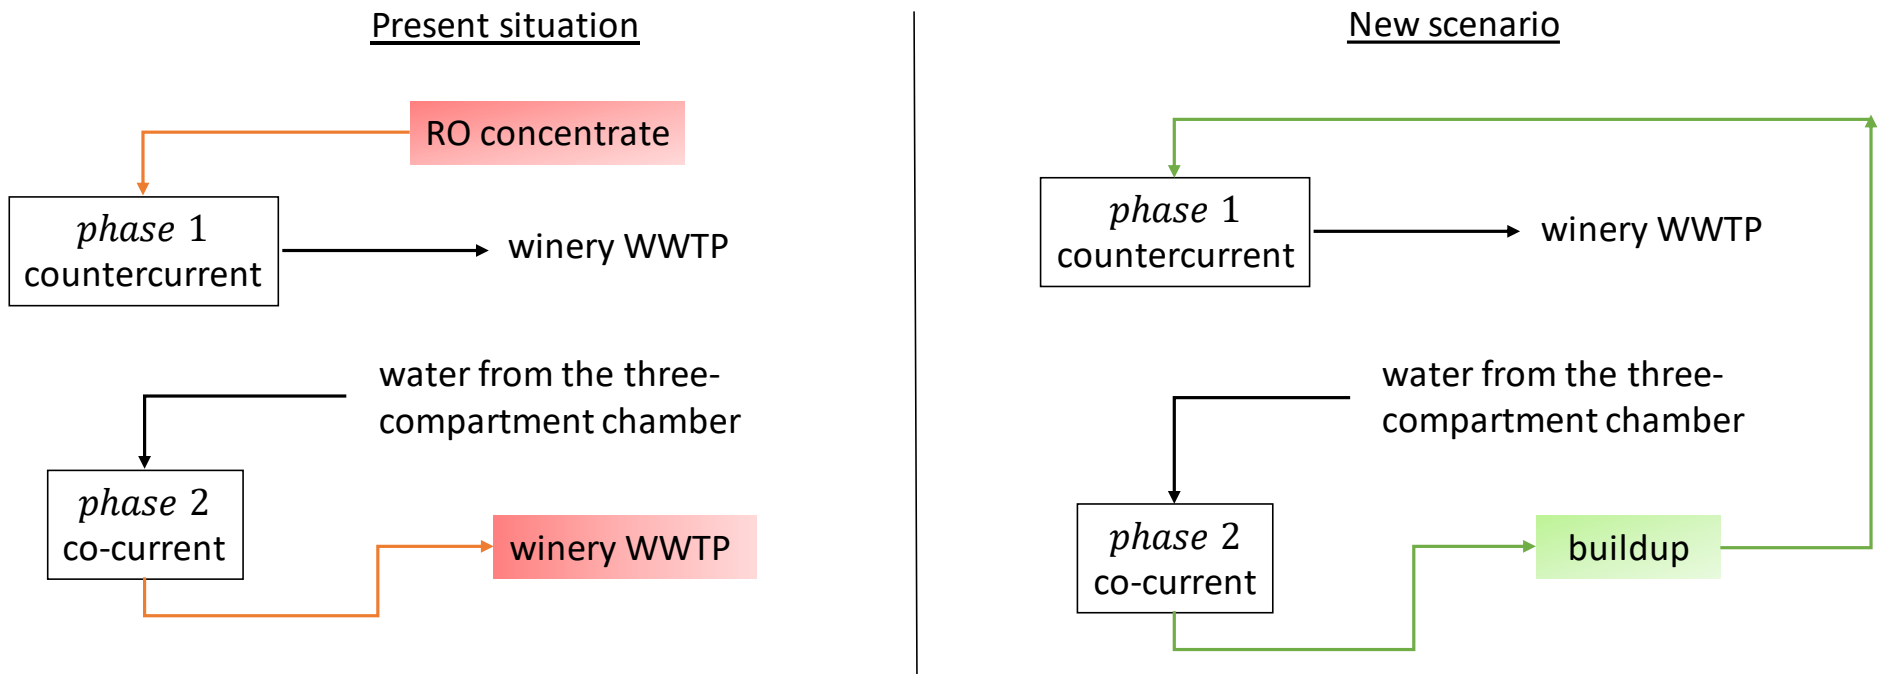 Present situation
RO concentrate
phase 1
countercurrent
winery WWTP
water from the three-
compartment chamber
phase 2
co-current
winery WWTP
New scenario
phase 1
countercurrent
winery WWTP
water from the three-
compartment chamber
phase 2
co-current
buildup